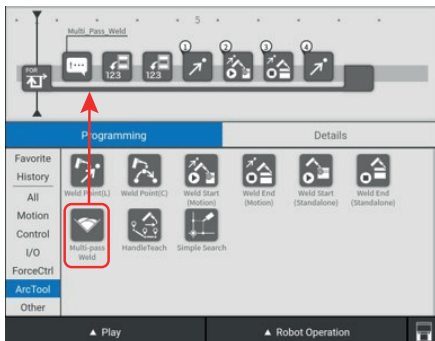 5
Multi_Pass_Weld
1
2
3
4
FOR
123
123
Programming
Details
Favorite
History
All
Motion
Control
I/O
ForceCtrl
ArcTool
Other
Weld Point(L)
Weld Point(C)
Weld Start
(Motion)
Weld End
(Motion)
Weld Start
(Standalone)
Weld End
(Standalone)
Multi-pass
Weld
HandleTeach
Simple Search
▲ Play
▲ Robot Operation